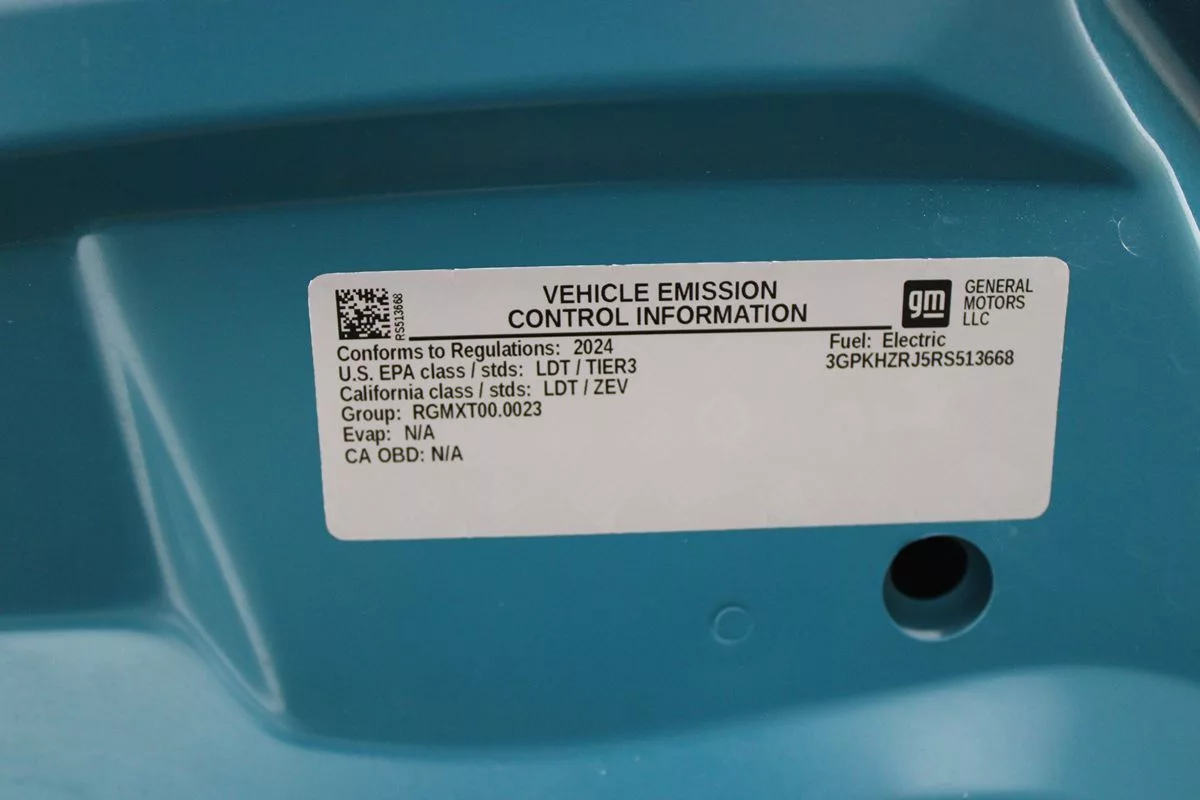 VEHICLE EMISSION
CONTROL INFORMATION
RS513668
gm
GENERAL
MOTORS
LLC
Conforms to Regulations: 2024
U.S. EPA class / stds: LDT / TIER3
California class / stds: LDT / ZEV
Group: RGMXT00.0023
Evap: N/A
CA OBD: N/A
Fuel: Electric
3GPKHZRJ5RS513668